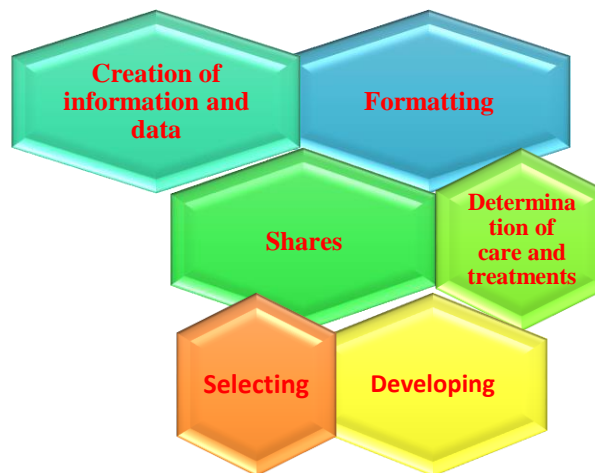 Creation of
information and
data
Formatting
Shares
Determina
tion of
care and
treatments
Selecting
Developing